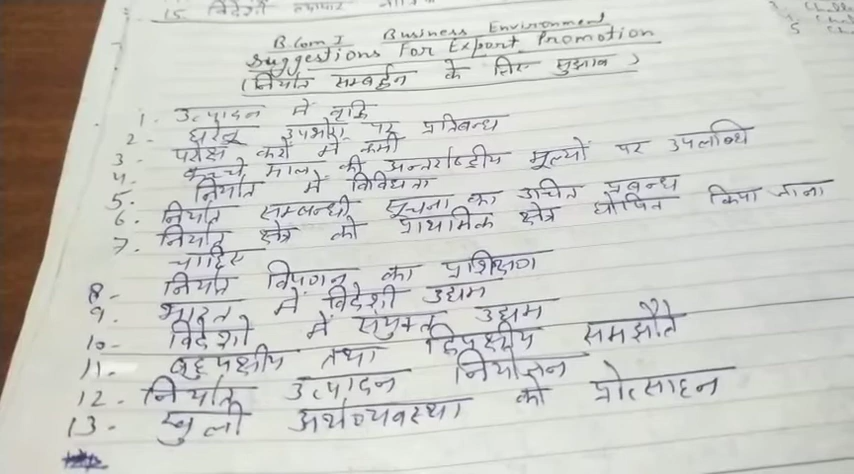 15. विदेशी व्यापार
B.Com I Business Environment
Suggestions For Export Promotion
(निर्यात सम्बर्द्धन के लिए सुझाव)
1. उत्पादन में वृद्धि
2- घरेलू उपभोग पर प्रतिबन्ध
3- परोक्ष करों में कमी
4. कच्चे माल की अन्तर्राष्ट्रीय मूल्यों पर उपलब्धि
5. निर्यात में विविधता
6. निर्यात सम्बन्धी सूचना का उचित प्रबन्ध
7. निर्यात क्षेत्र को प्राथमिक क्षेत्र घोषित किया जाना
चाहिए
8- निर्यात विपणन का प्रशिक्षण
9. भारत में विदेशी उद्यम
10- विदेशों में संयुक्त उद्यम
11. बहुपक्षीय तथा द्विपक्षीय समझौते
12. निर्यात उत्पादन नियोजन
13. खुली अर्थव्यवस्था को प्रोत्साहन